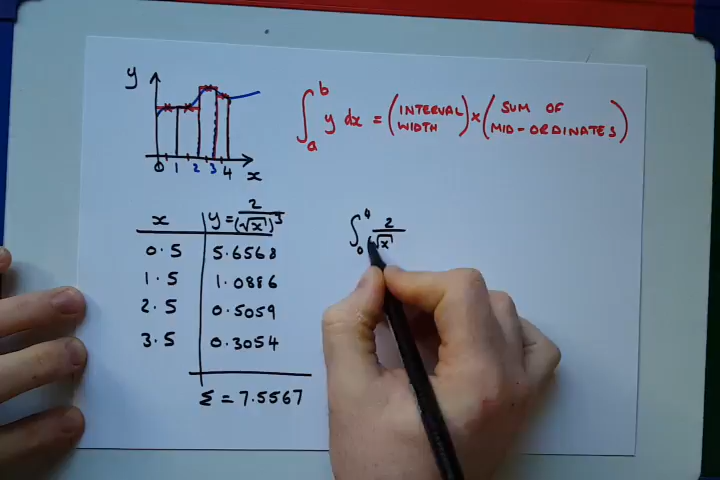 y
0 1 2 3 4 x
∫ₐᵇ y dx = (INTERVAL WIDTH) × (SUM OF MID-ORDINATES)
x y = 2/(√x)³
0.5 5.6568
1.5 1.0886
2.5 0.5059
3.5 0.3054
Σ = 7.5567
∫₀⁴ 2/(√x